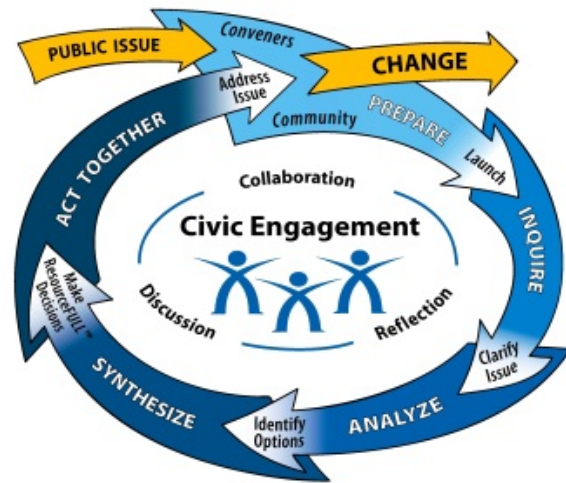 PUBLIC ISSUE
Conveners
Address
Issue
CHANGE
Community
PREPARE
Launch
INQUIRE
Clarify
Issue
ANALYZE
Identify
Options
SYNTHESIZE
Make
ResourceFULL™
Decisions
ACT TOGETHER
Collaboration
Civic Engagement
Discussion
Reflection